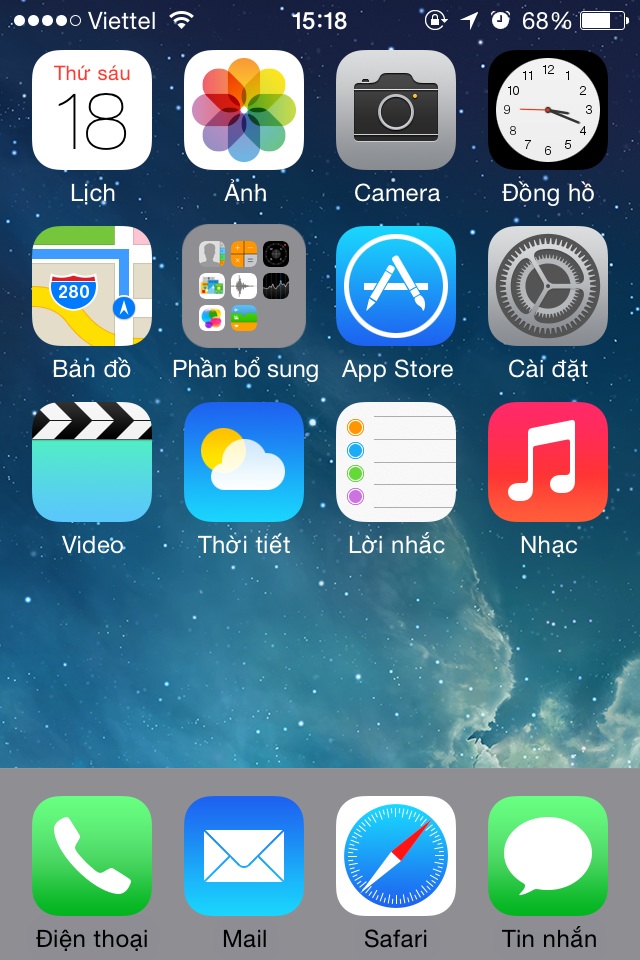 Viettel 15:18 68%
Thứ sáu
18
12
11 1
10 2
9 3
8 4
7 5
6
Lịch Ảnh Camera Đồng hồ
280
Bản đồ Phần bổ sung App Store Cài đặt
Video Thời tiết Lời nhắc Nhạc
Điện thoại Mail Safari Tin nhắn